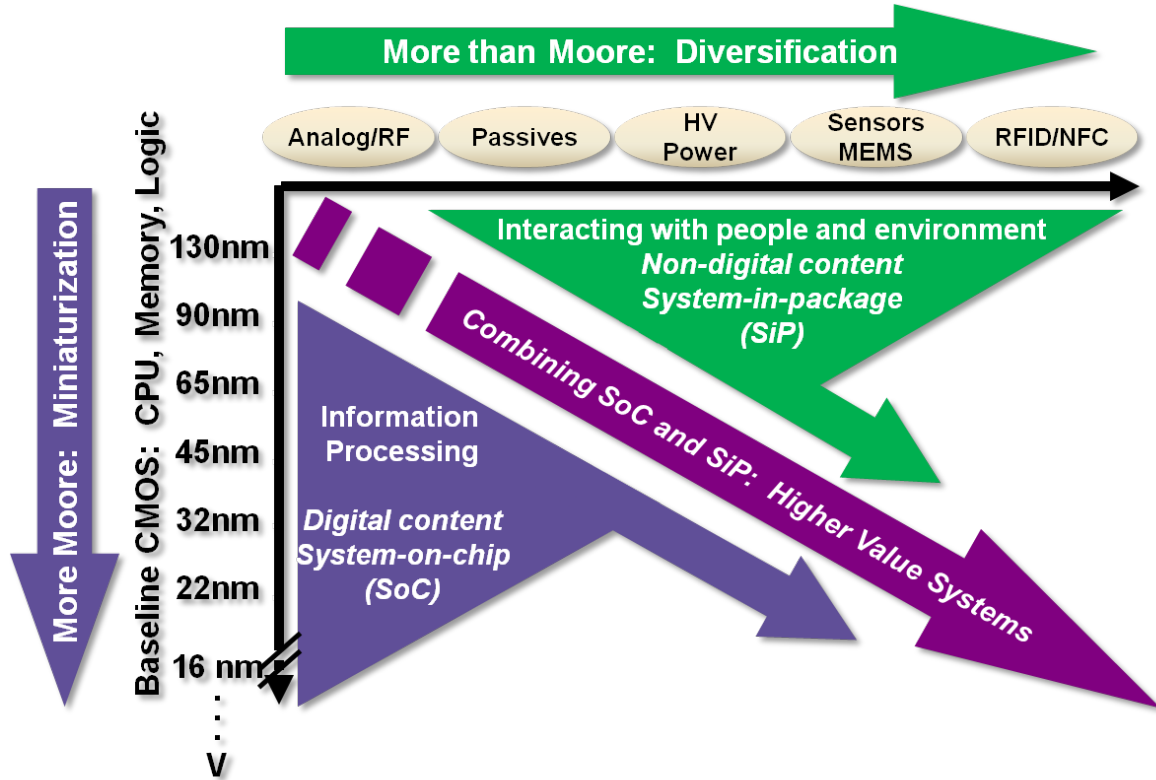 More than Moore:  Diversification
Analog/RF
Passives
HV
Power
Sensors
MEMS
RFID/NFC
More Moore:  Miniaturization
Baseline CMOS:  CPU, Memory, Logic
130nm
90nm
65nm
45nm
32nm
22nm
16 nm
V
Interacting with people and environment
Non-digital content
System-in-package
(SiP)
Combining SoC and SiP:  Higher Value Systems
Information
Processing
Digital content
System-on-chip
(SoC)